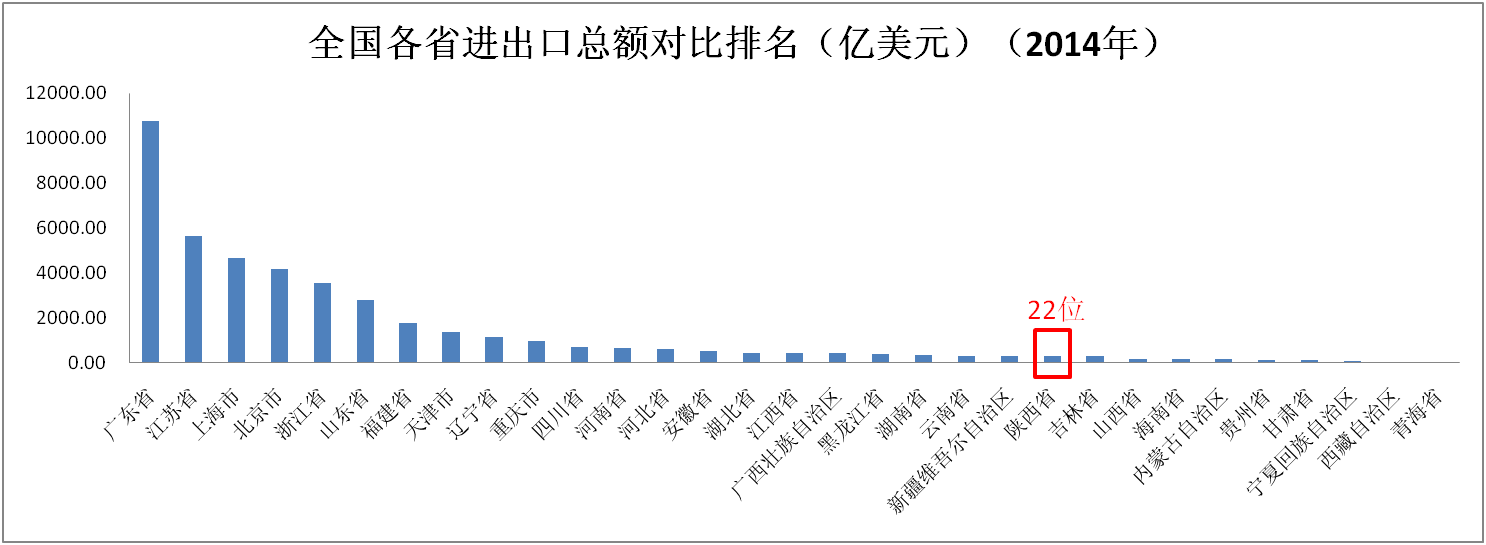 全国各省进出口总额对比排名（亿美元）（2014年）
12000.00
10000.00
8000.00
6000.00
4000.00
2000.00
0.00
22位
广东省
江苏省
上海市
北京市
浙江省
山东省
福建省
天津市
辽宁省
重庆市
四川省
河南省
河北省
安徽省
湖北省
江西省
广西壮族自治区
黑龙江省
湖南省
云南省
新疆维吾尔自治区
陕西省
吉林省
山西省
海南省
内蒙古自治区
贵州省
甘肃省
宁夏回族自治区
西藏自治区
青海省